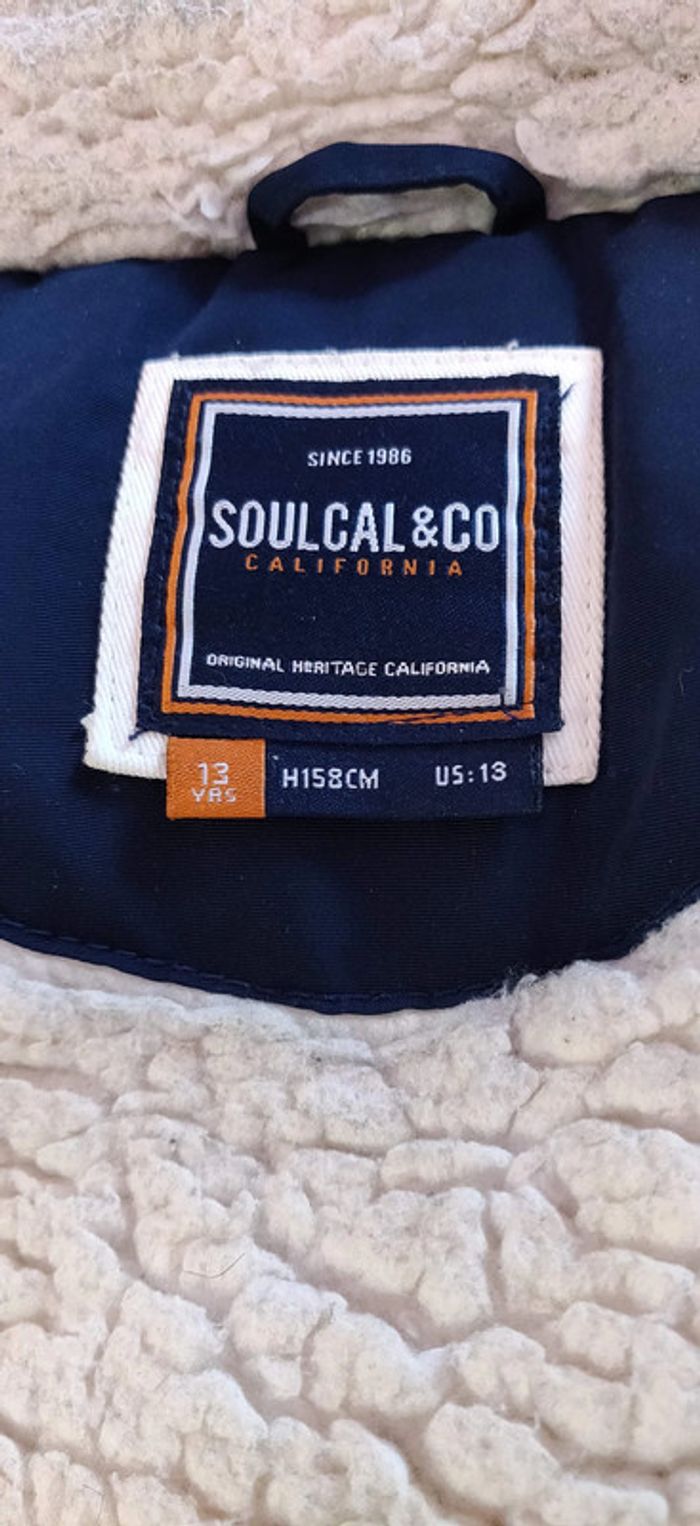 SINCE 1986
SOULCAL & CO
CALIFORNIA
ORIGINAL HERITAGE CALIFORNIA
13 H158CM US:13
YRS